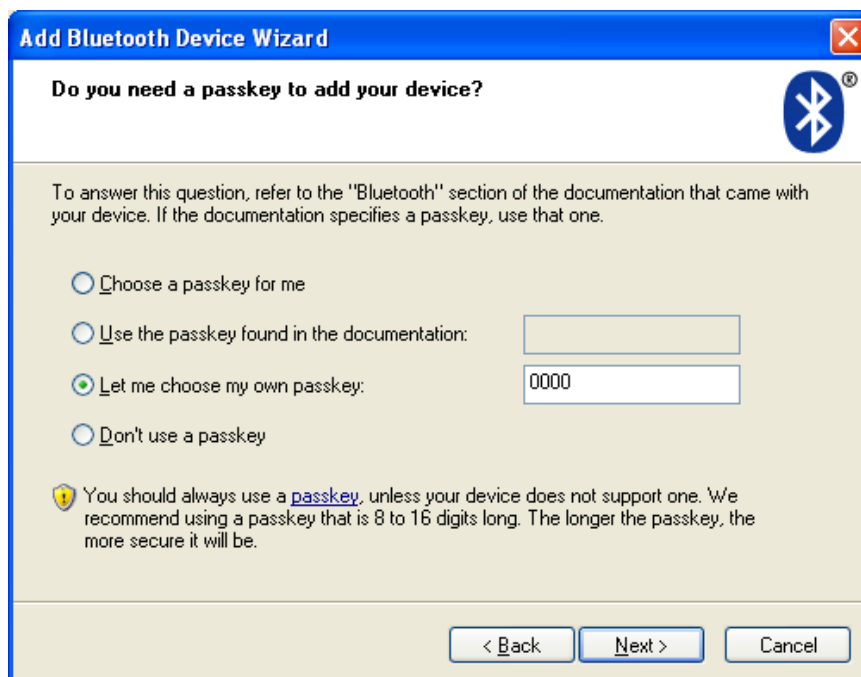 Add Bluetooth Device Wizard
Do you need a passkey to add your device?
®
To answer this question, refer to the "Bluetooth" section of the documentation that came with
your device. If the documentation specifies a passkey, use that one.
Choose a passkey for me
Use the passkey found in the documentation:
Let me choose my own passkey: 0000
Don't use a passkey
You should always use a passkey, unless your device does not support one. We
recommend using a passkey that is 8 to 16 digits long. The longer the passkey, the
more secure it will be.
< Back Next > Cancel